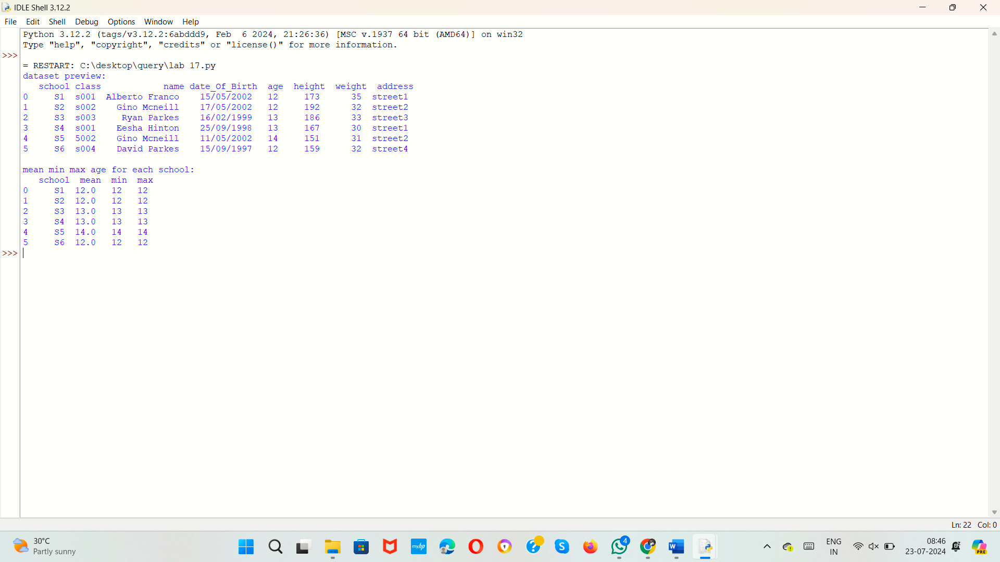 IDLE Shell 3.12.2
File Edit Shell Debug Options Window Help
Python 3.12.2 (tags/v3.12.2:6abddd9, Feb  6 2024, 21:26:36) [MSC v.1937 64 bit (AMD64)] on win32
Type "help", "copyright", "credits" or "license()" for more information.
>>>
= RESTART: C:\desktop\query\lab 17.py
dataset preview:
   school class            name date_Of_Birth  age  height  weight  address
0      S1  s001  Alberto Franco    15/05/2002   12     173      35  street1
1      S2  s002    Gino Mcneill    17/05/2002   12     192      32  street2
2      S3  s003     Ryan Parkes    16/02/1999   13     186      33  street3
3      S4  s001    Eesha Hinton    25/09/1998   13     167      30  street1
4      S5  5002    Gino Mcneill    11/05/2002   14     151      31  street2
5      S6  s004    David Parkes    15/09/1997   12     159      32  street4
mean min max age for each school:
   school  mean  min  max
0      S1  12.0   12   12
1      S2  12.0   12   12
2      S3  13.0   13   13
3      S4  13.0   13   13
4      S5  14.0   14   14
5      S6  12.0   12   12
>>>
Ln: 22 Col: 0
30°C
Partly sunny
myhp
S
4
W
ENG
IN
08:46
23-07-2024
PRE